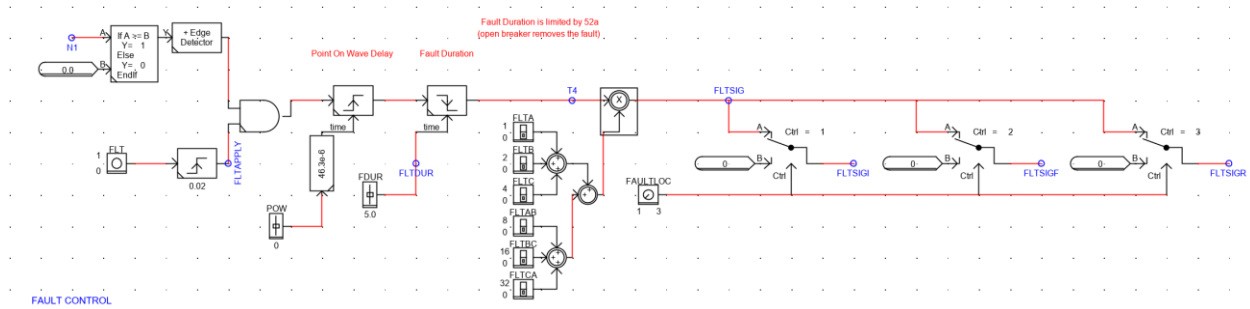 Fault Duration is limited by 52a
(open breaker removes the fault)
N1
A
B
0.0
If A >= B
Y= 1
Else
Y= 0
EndIf
Y
+ Edge
Detector
Point On Wave Delay
Fault Duration
time
time
46.3e-6
FLT
1
0
0.02
FLTAPPLY
POW
0
FDUR
5.0
FLTDUR
T4
X
FLTA
1
0
FLTB
2
0
FLTC
4
0
FLTAB
8
0
FLTBC
16
0
FLTCA
32
0
FAULTLOC
1 3
FLTSIG
A
B
0
Ctrl = 1
Ctrl
FLTSIGI
A
B
0
Ctrl = 2
Ctrl
FLTSIGF
A
B
0
Ctrl = 3
Ctrl
FLTSIGR
FAULT CONTROL